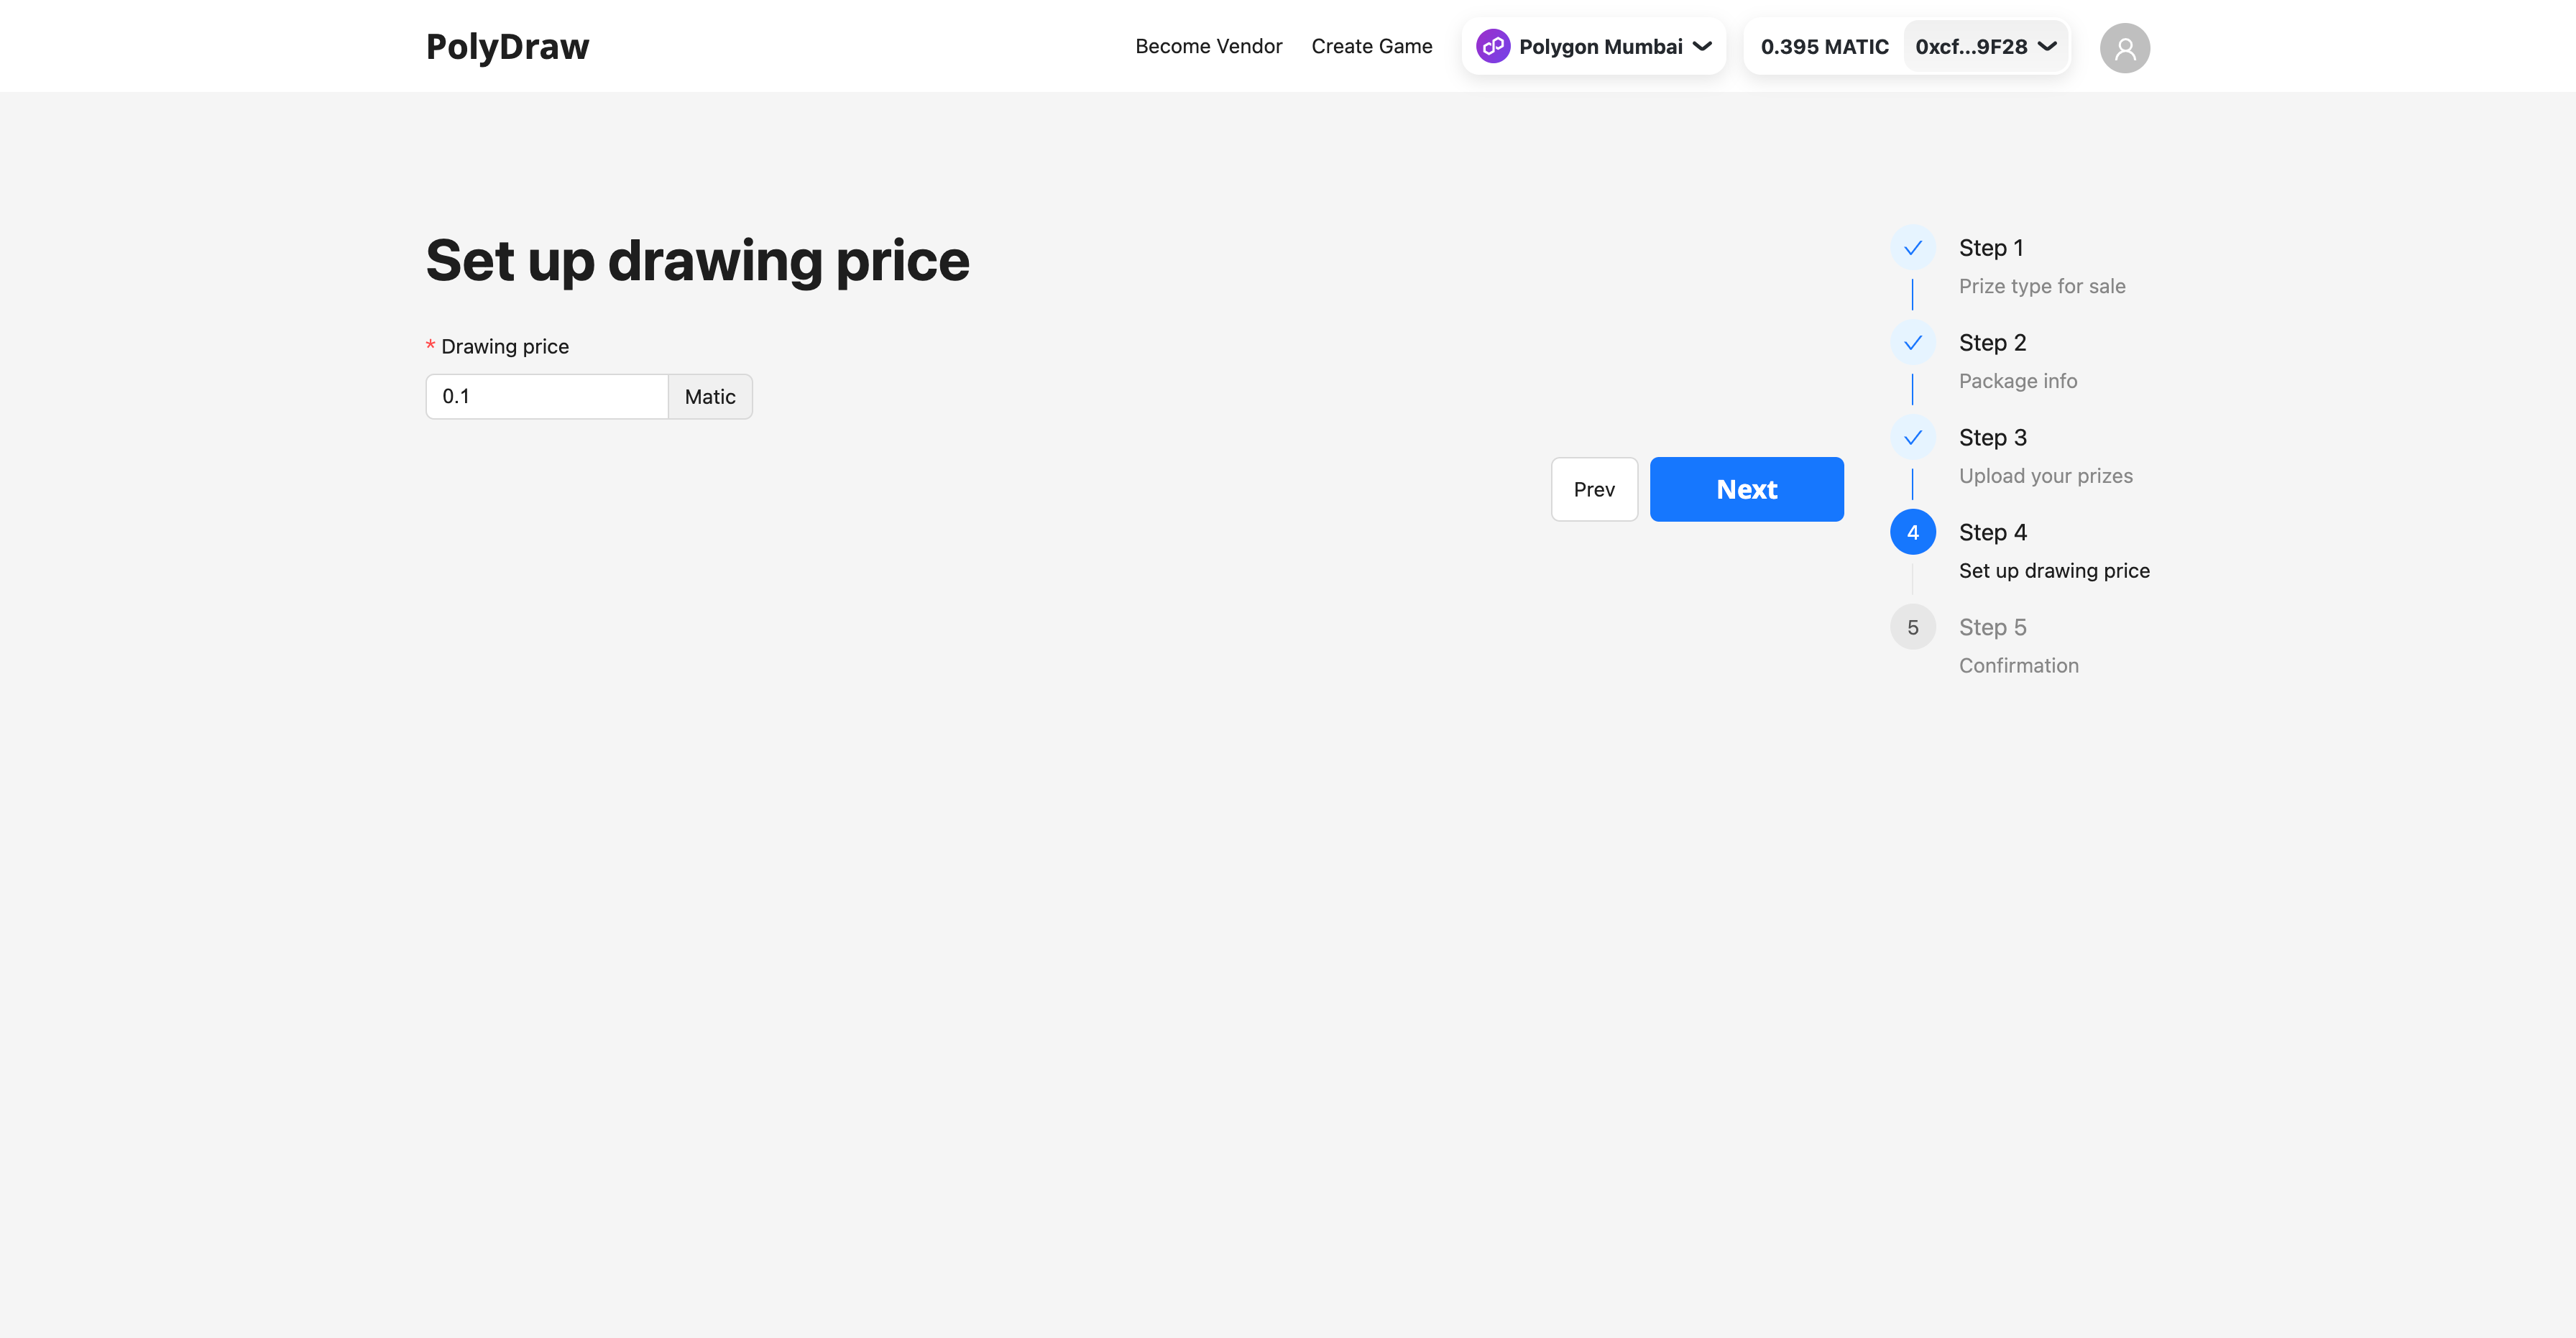 PolyDraw
Become Vendor
Create Game
Polygon Mumbai
0.395 MATIC
0xcf...9F28
Set up drawing price
* Drawing price
0.1
Matic
Prev
Next
Step 1
Prize type for sale
Step 2
Package info
Step 3
Upload your prizes
4
Step 4
Set up drawing price
5
Step 5
Confirmation